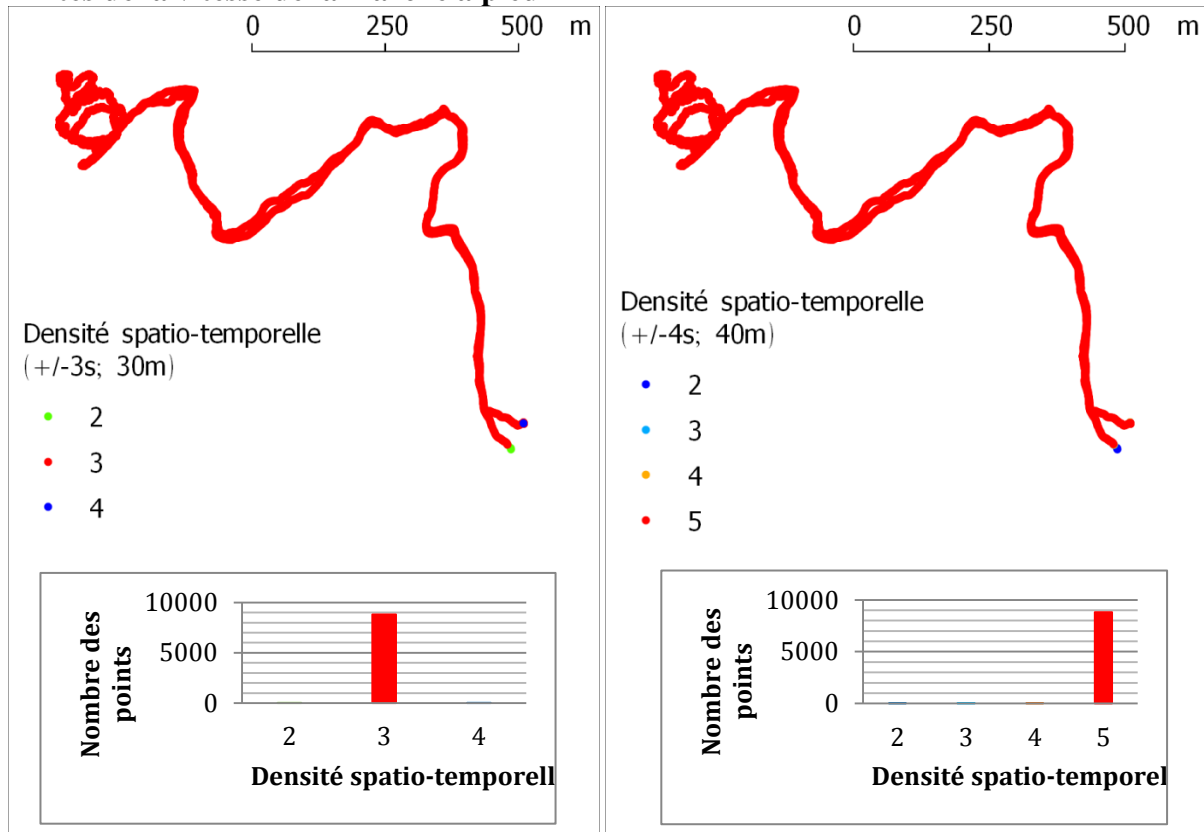 0 250 500 m
Densité spatio-temporelle
(+/-3s; 30m)
2
3
4
10000
5000
0
Nombre des
points
2 3 4
Densité spatio-temporell
0 250 500 m
Densité spatio-temporelle
(+/-4s; 40m)
2
3
4
5
10000
5000
0
Nombre des
points
2 3 4 5
Densité spatio-temporel